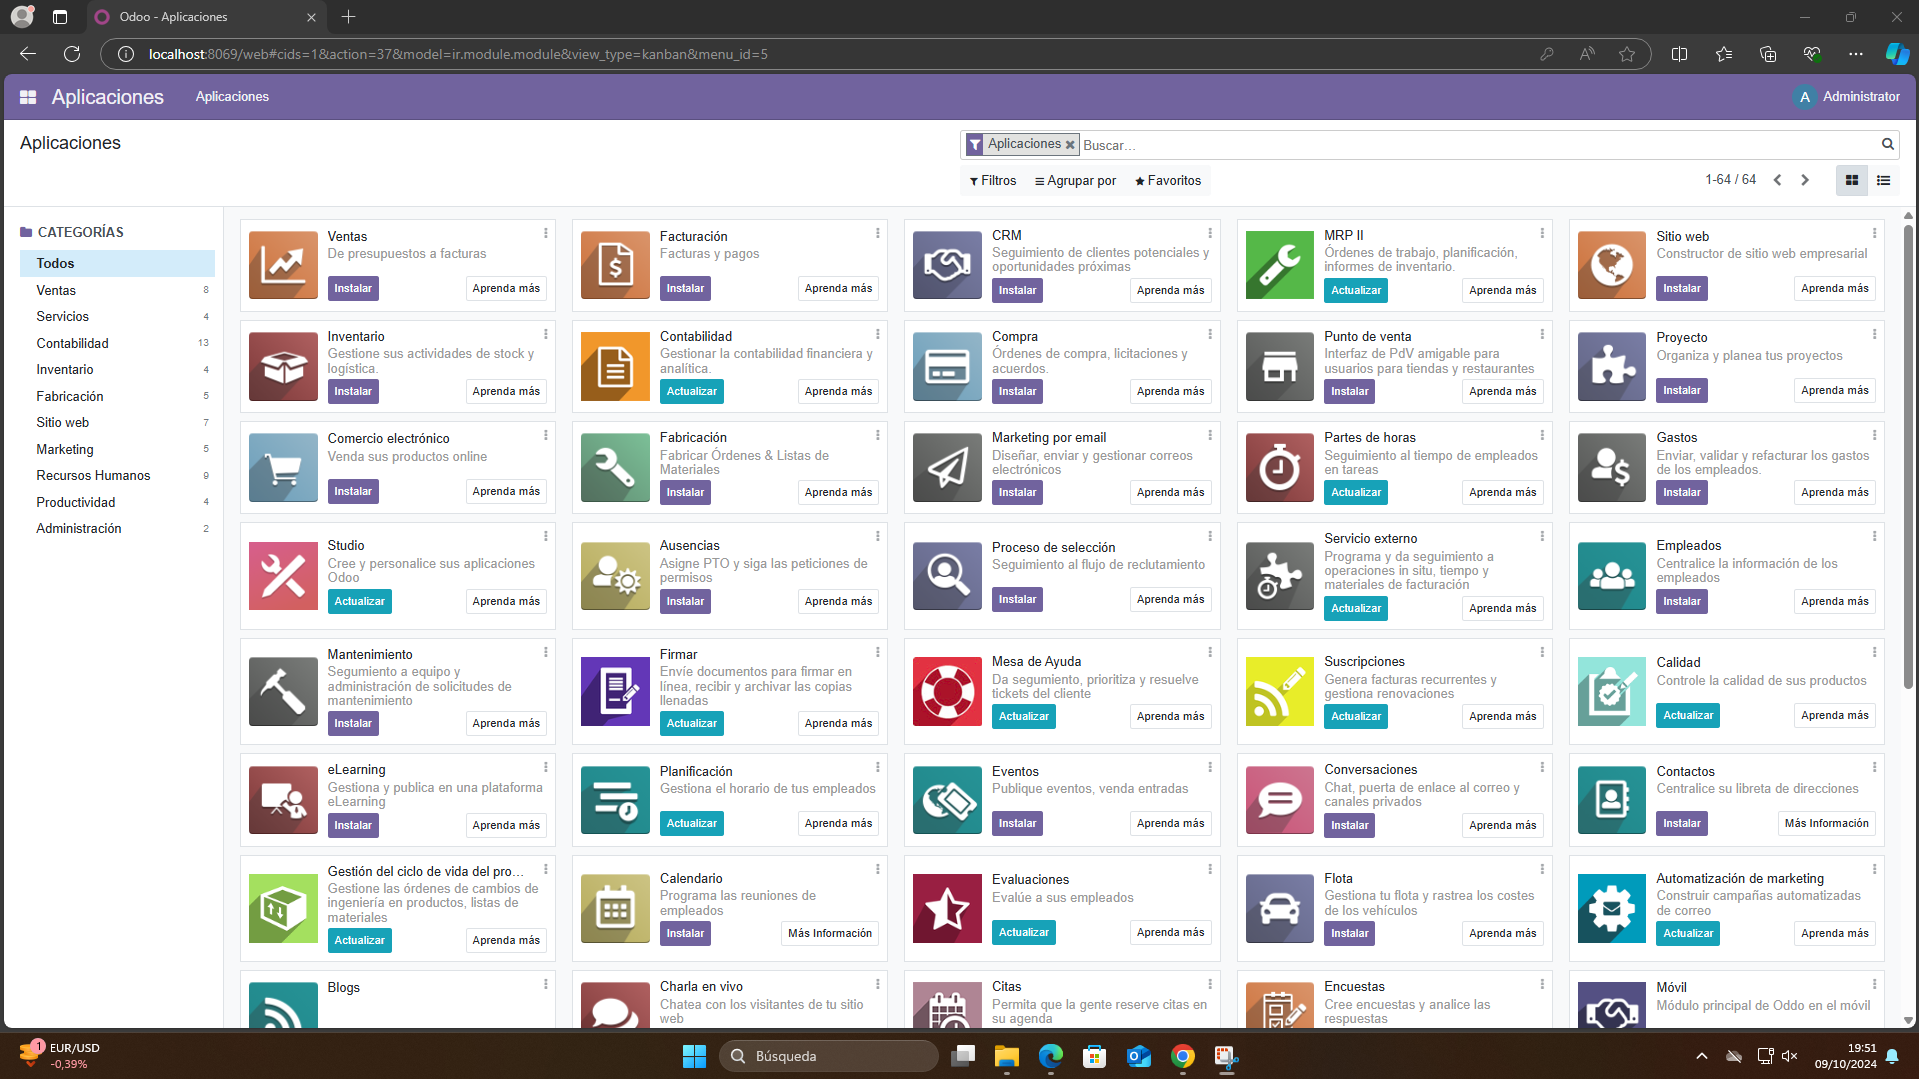 Odoo - Aplicaciones
localhost:8069/web#cids=1&action=37&model=ir.module.module&view_type=kanban&menu_id=5
Aplicaciones
Aplicaciones
A
Administrator
Aplicaciones
Aplicaciones
Buscar...
Filtros
Agrupar por
Favoritos
1-64 / 64
CATEGORÍAS
Todos
Ventas 8
Servicios 4
Contabilidad 13
Inventario 4
Fabricación 5
Sitio web 7
Marketing 5
Recursos Humanos 9
Productividad 4
Administración 2
Ventas
De presupuestos a facturas
Instalar
Aprenda más
Facturación
Facturas y pagos
Instalar
Aprenda más
CRM
Seguimiento de clientes potenciales y
oportunidades próximas
Instalar
Aprenda más
MRP II
Órdenes de trabajo, planificación,
informes de inventario.
Actualizar
Aprenda más
Sitio web
Constructor de sitio web empresarial
Instalar
Aprenda más
Inventario
Gestione sus actividades de stock y
logística.
Instalar
Aprenda más
Contabilidad
Gestionar la contabilidad financiera y
analítica.
Actualizar
Aprenda más
Compra
Órdenes de compra, licitaciones y
acuerdos.
Instalar
Aprenda más
Punto de venta
Interfaz de PdV amigable para
usuarios para tiendas y restaurantes
Instalar
Aprenda más
Proyecto
Organiza y planea tus proyectos
Instalar
Aprenda más
Comercio electrónico
Venda sus productos online
Instalar
Aprenda más
Fabricación
Fabricar Órdenes & Listas de
Materiales
Instalar
Aprenda más
Marketing por email
Diseñar, enviar y gestionar correos
electrónicos
Instalar
Aprenda más
Partes de horas
Seguimiento al tiempo de empleados
en tareas
Actualizar
Aprenda más
Gastos
Enviar, validar y refacturar los gastos
de los empleados.
Instalar
Aprenda más
Studio
Cree y personalice sus aplicaciones
Odoo
Actualizar
Aprenda más
Ausencias
Asigne PTO y siga las peticiones de
permisos
Instalar
Aprenda más
Proceso de selección
Seguimiento al flujo de reclutamiento
Instalar
Aprenda más
Servicio externo
Programa y da seguimiento a
operaciones in situ, tiempo y
materiales de facturación
Actualizar
Aprenda más
Empleados
Centralice la información de los
empleados
Instalar
Aprenda más
Mantenimiento
Segumiento a equipo y
administración de solicitudes de
mantenimiento
Instalar
Aprenda más
Firmar
Envíe documentos para firmar en
línea, recibir y archivar las copias
llenadas
Actualizar
Aprenda más
Mesa de Ayuda
Da segumiento, prioritiza y resuelve
tickets del cliente
Actualizar
Aprenda más
Suscripciones
Genera facturas recurrentes y
gestiona renovaciones
Actualizar
Aprenda más
Calidad
Controle la calidad de sus productos
Actualizar
Aprenda más
eLearning
Gestiona y publica en una plataforma
eLearning
Instalar
Aprenda más
Planificación
Gestiona el horario de tus empleados
Actualizar
Aprenda más
Eventos
Publique eventos, venda entradas
Instalar
Aprenda más
Conversaciones
Chat, puerta de enlace al correo y
canales privados
Instalar
Aprenda más
Contactos
Centralice su libreta de direcciones
Instalar
Más Información
Gestión del ciclo de vida del pro...
Gestione las órdenes de cambios de
ingeniería en productos, listas de
materiales
Actualizar
Aprenda más
Calendario
Programa las reuniones de
empleados
Instalar
Más Información
Evaluaciones
Evalúe a sus empleados
Actualizar
Aprenda más
Flota
Gestiona tu flota y rastrea los costes
de los vehículos
Instalar
Aprenda más
Automatización de marketing
Construir campañas automatizadas
de correo
Actualizar
Aprenda más
Blogs
Charla en vivo
Chatea con los visitantes de tu sitio
web
Citas
Permita que la gente reserve citas en
su agenda
Encuestas
Cree encuestas y analice las
respuestas
Móvil
Módulo principal de Oddo en el móvil
1
EUR/USD
-0,39%
Búsqueda
19:51
09/10/2024